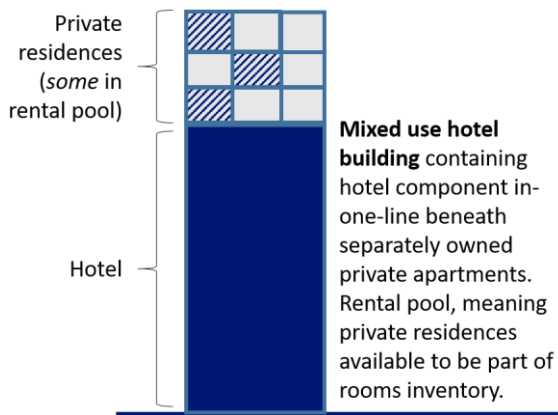 Private
residences
(some in
rental pool)
Hotel
Mixed use hotel
building containing
hotel component in-
one-line beneath
separately owned
private apartments.
Rental pool, meaning
private residences
available to be part of
rooms inventory.